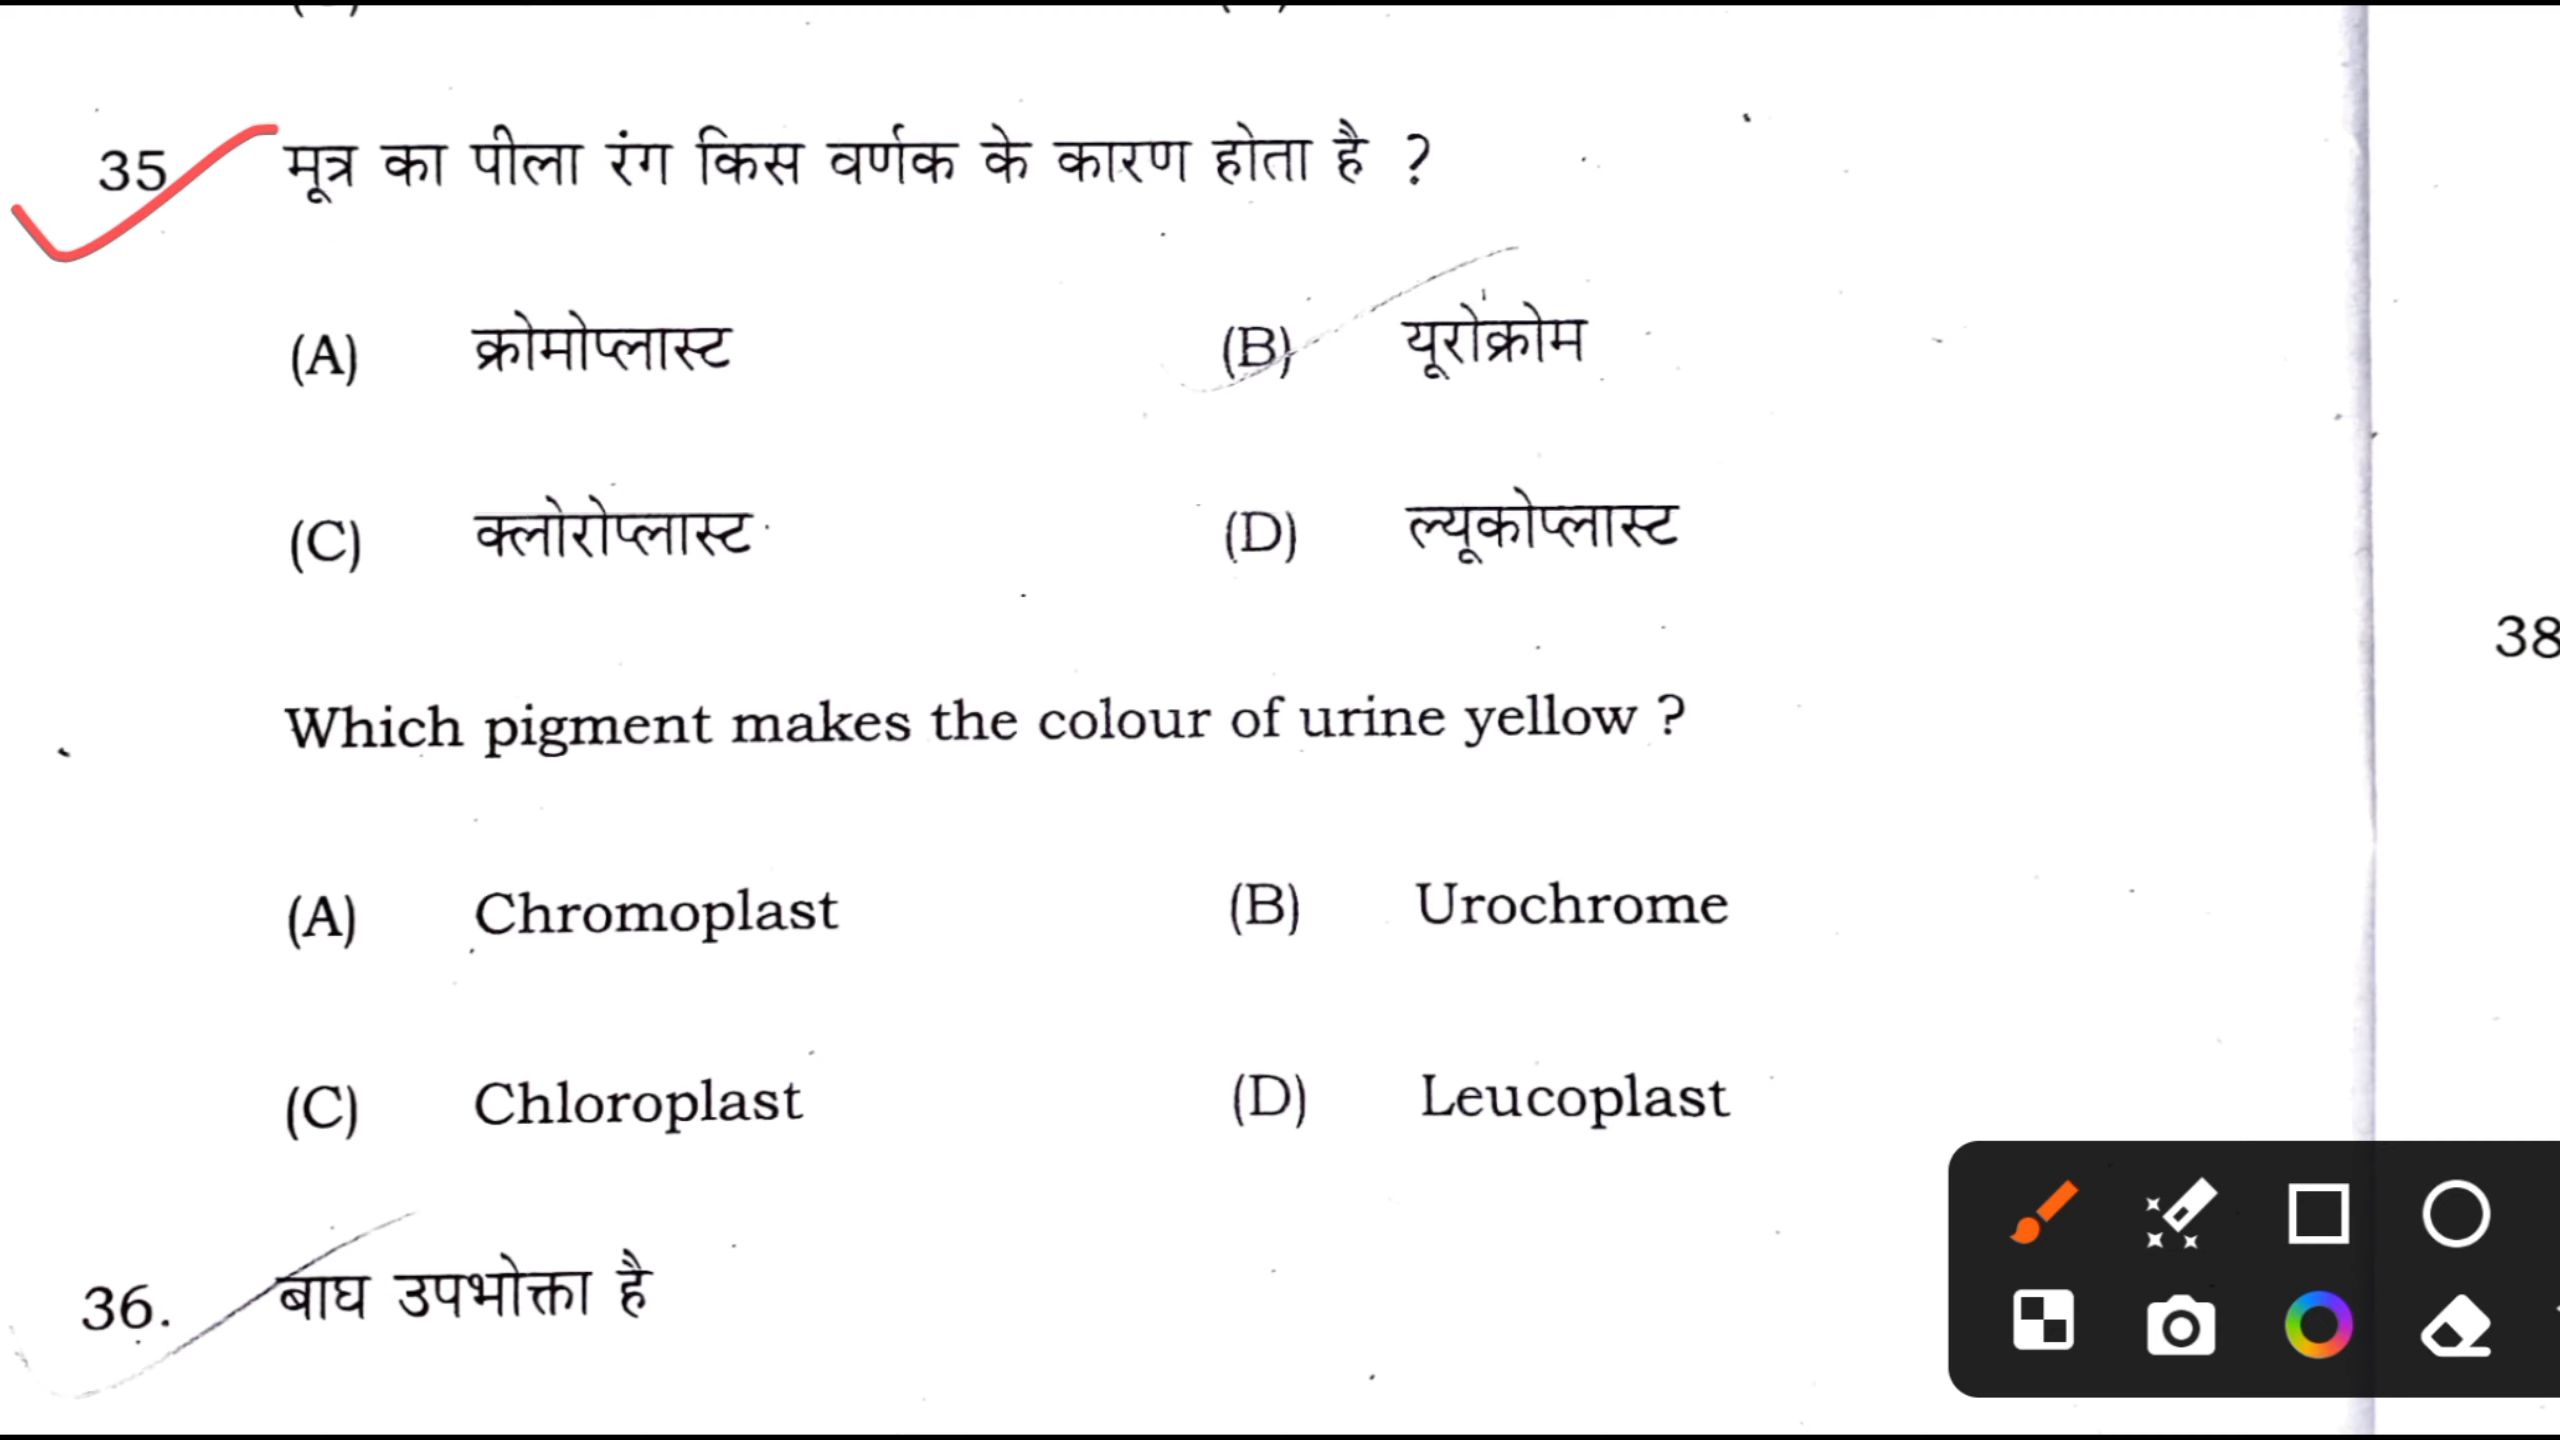 35 मूत्र का पीला रंग किस वर्णक के कारण होता है ?
(A) क्रोमोप्लास्ट (B) यूरोक्रोम
(C) क्लोरोप्लास्ट (D) ल्यूकोप्लास्ट
38
Which pigment makes the colour of urine yellow ?
(A) Chromoplast (B) Urochrome
(C) Chloroplast (D) Leucoplast
36. बाघ उपभोक्ता है